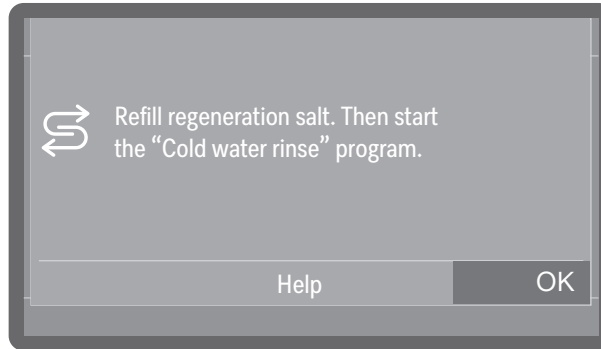 Refill regeneration salt. Then start
the “Cold water rinse” program.
Help
OK